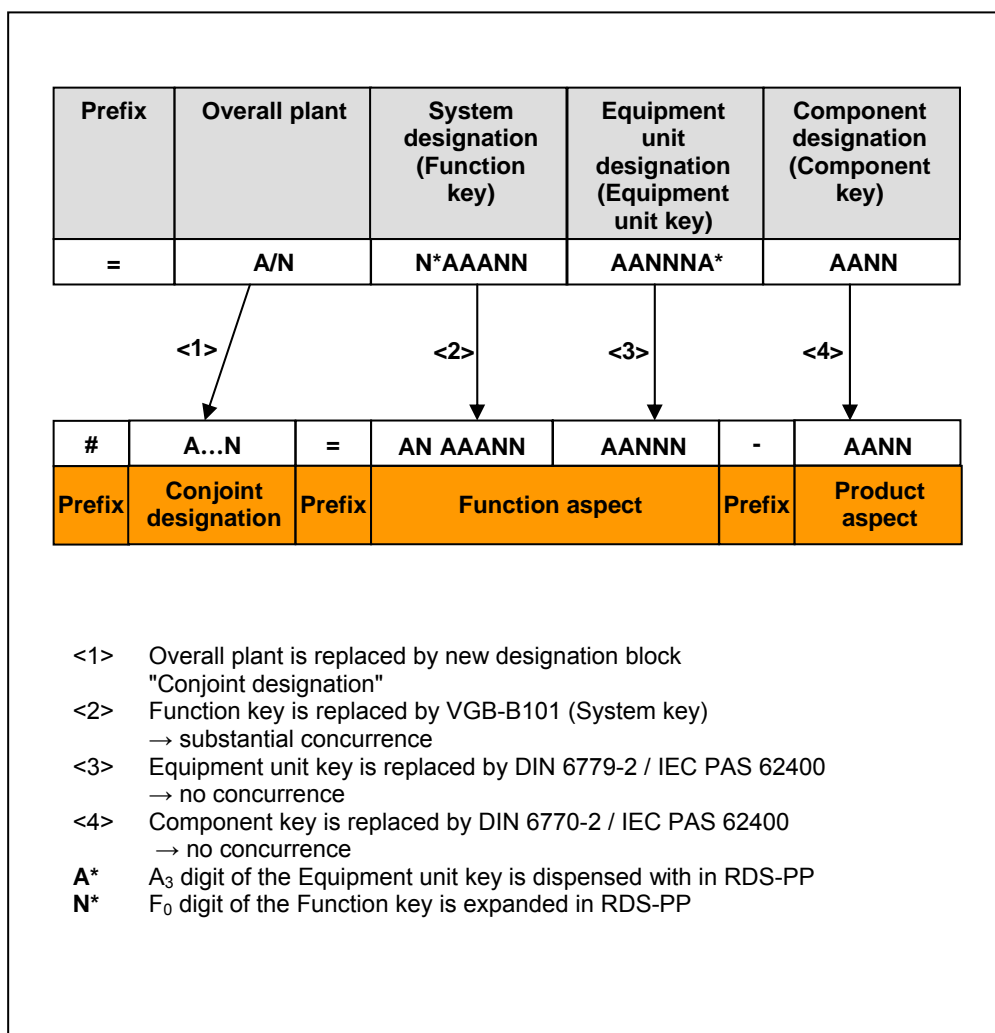 Prefix Overall plant System designation (Function key) Equipment unit designation (Equipment unit key) Component designation (Component key)
= A/N N*AAANN AANNNA* AANN
<1> <2> <3> <4>
# A...N = AN AAANN AANNN - AANN
Prefix Conjoint designation Prefix Function aspect Prefix Product aspect
<1> Overall plant is replaced by new designation block
"Conjoint designation"
<2> Function key is replaced by VGB-B101 (System key)
→ substantial concurrence
<3> Equipment unit key is replaced by DIN 6779-2 / IEC PAS 62400
→ no concurrence
<4> Component key is replaced by DIN 6770-2 / IEC PAS 62400
→ no concurrence
A* A₃ digit of the Equipment unit key is dispensed with in RDS-PP
N* F₀ digit of the Function key is expanded in RDS-PP